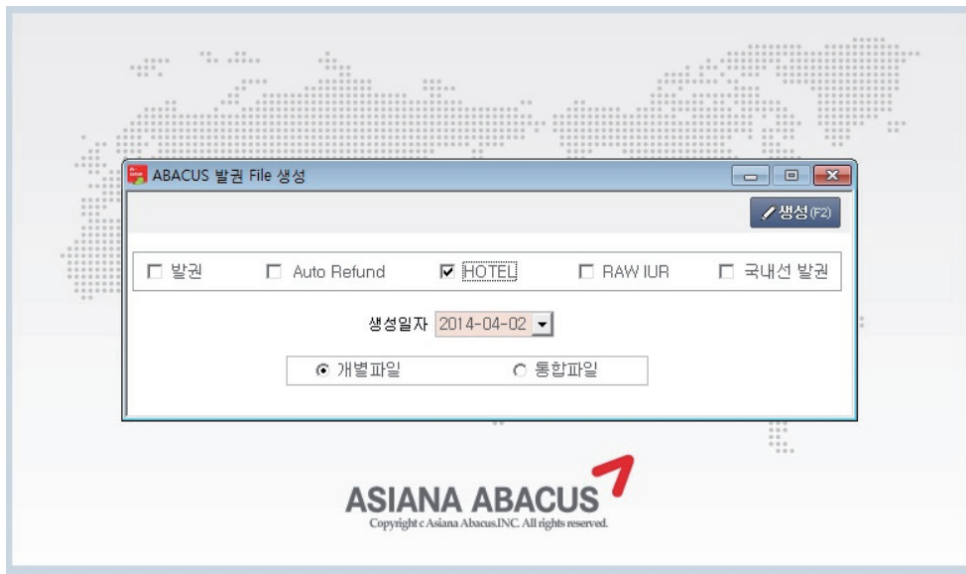 ABACUS 발권 File 생성
생성(F2)
발권 Auto Refund HOTEL RAW IUR 국내선 발권
생성일자 2014-04-02
개별파일 통합파일
ASIANA ABACUS
Copyright c Asiana Abacus.INC. All rights reserved.